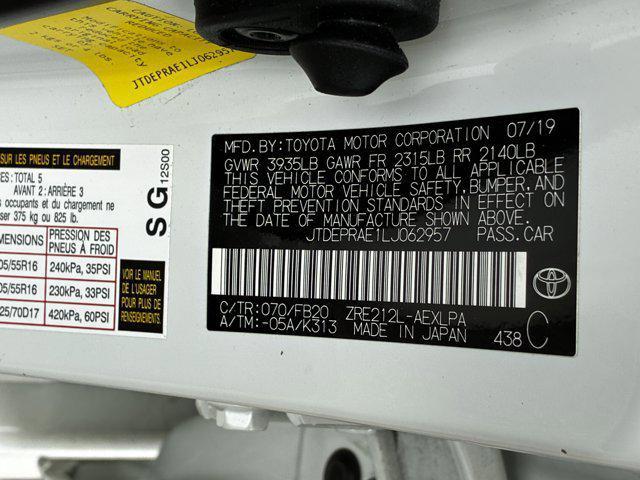 CAUTION:
CARRYING
REDUCED
JTDEPRAE1LJ062957
MFD.BY:TOYOTA MOTOR CORPORATION 07/19
GVWR 3935LB GAWR FR 2315LB RR 2140LB
THIS VEHICLE CONFORMS TO ALL APPLICABLE
FEDERAL MOTOR VEHICLE SAFETY,BUMPER,AND
THEFT PREVENTION STANDARDS IN EFFECT ON
THE DATE OF MANUFACTURE SHOWN ABOVE.
JTDEPRAE1LJ062957 PASS.CAR
C/TR:070/FB20 ZRE212L-AEXLPA
A/TM:-05A/K313 MADE IN JAPAN 438 C
SUR LES PNEUS ET LE CHARGEMENT
TOTAL 5
AVANT 2 : ARRIÈRE 3
occupants et du chargement ne
375 kg ou 825 lb.
PRESSION DES
PNEUS À FROID
240kPa, 35PSI
230kPa, 33PSI
420kPa, 60PSI
VOIR LE MANUEL
DE L'USAGER
POUR PLUS DE
RENSEIGNEMENTS
SG 12S00